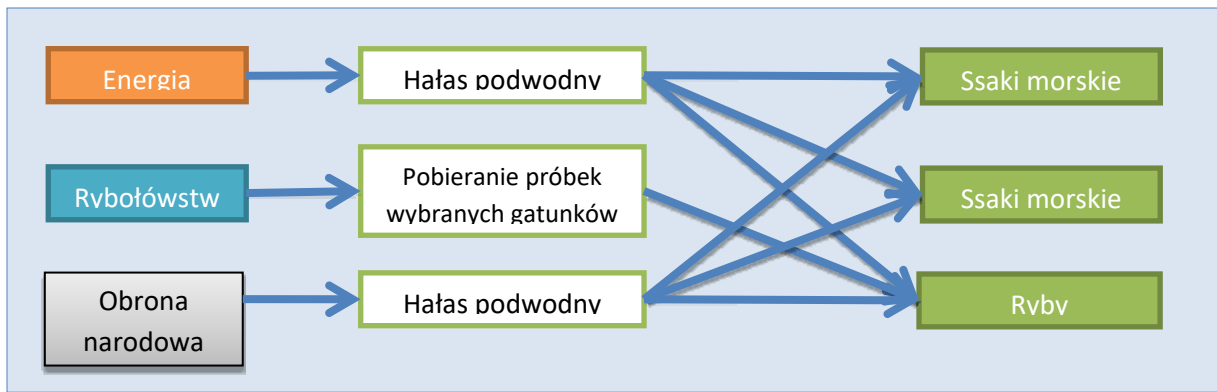 Energia
Hałas podwodny
Ssaki morskie
Rybołówstw
Pobieranie próbek
wybranych gatunków
Ssaki morskie
Obrona
narodowa
Hałas podwodny
Ryby